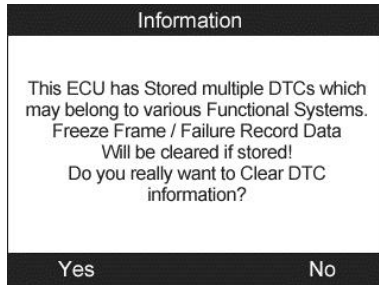 Information
This ECU has Stored multiple DTCs which
may belong to various Functional Systems.
Freeze Frame / Failure Record Data
Will be cleared if stored!
Do you really want to Clear DTC
information?
Yes No